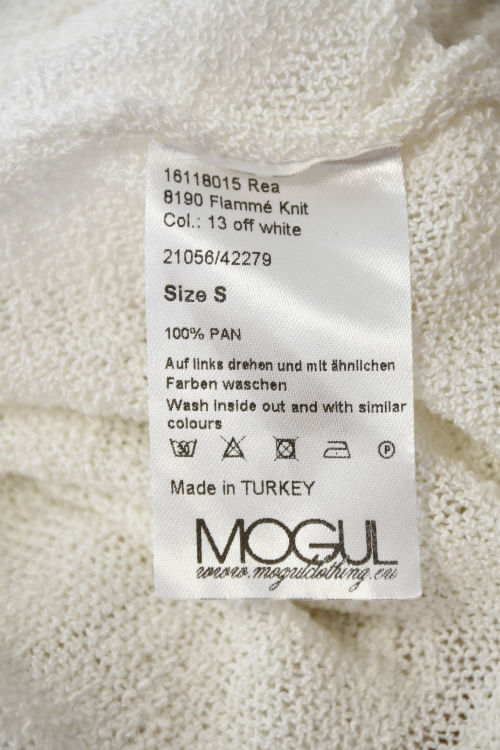 16118015 Rea
8190 Flammé Knit
Col.: 13 off white
21056/42279
Size S
100% PAN
Auf links drehen und mit ähnlichen
Farben waschen
Wash inside out and with similar
colours
30 P
Made in TURKEY
MOGUL
www.mogulclothing.eu